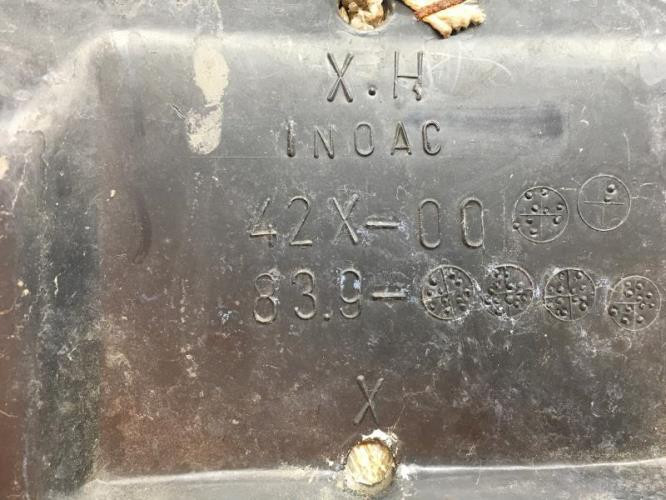 X.H
INOAC
42X-00
83.9-
X